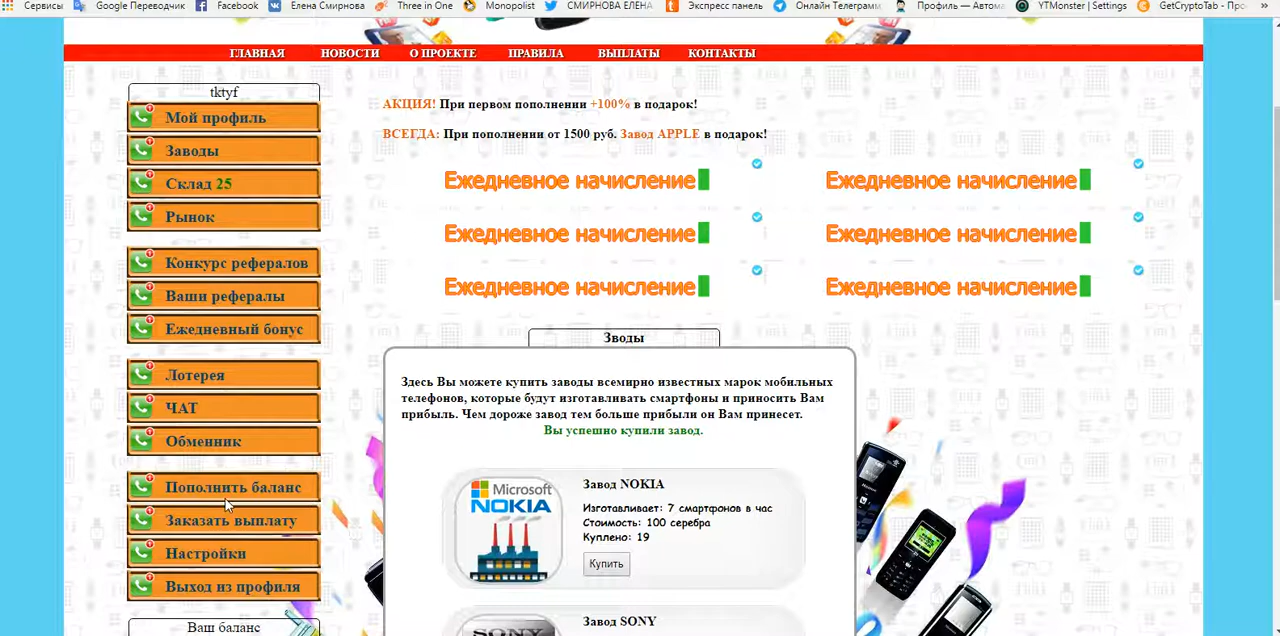 Сервисы Google Переводчик Facebook Елена Смирнова Three in One Monopolist СМИРНОВА ЕЛЕНА Экспресс панель Онлайн Телеграмм Профиль — Автома YTMonster | Settings GetCryptoTab - Про »
ГЛАВНАЯ НОВОСТИ О ПРОЕКТЕ ПРАВИЛА ВЫПЛАТЫ КОНТАКТЫ
tktyf
Мой профиль
Заводы
Склад 25
Рынок
Конкурс рефералов
Ваши рефералы
Ежедневный бонус
Лотерея
ЧАТ
Обменник
Пополнить баланс
Заказать выплату
Настройки
Выход из профиля
Ваш баланс
АКЦИЯ! При первом пополнении +100% в подарок!
ВСЕГДА: При пополнении от 1500 руб. Завод APPLE в подарок!
Ежедневное начисление Ежедневное начисление
Ежедневное начисление Ежедневное начисление
Ежедневное начисление Ежедневное начисление
Зводы
Здесь Вы можете купить заводы всемирно известных марок мобильных
телефонов, которые будут изготавливать смартфоны и приносить Вам
прибыль. Чем дороже завод тем больше прибыли он Вам принесет.
Вы успешно купили завод.
Microsoft
NOKIA
Завод NOKIA
Изготавливает: 7 смартфонов в час
Стоимость: 100 серебра
Куплено: 19
Купить
SONY
Завод SONY